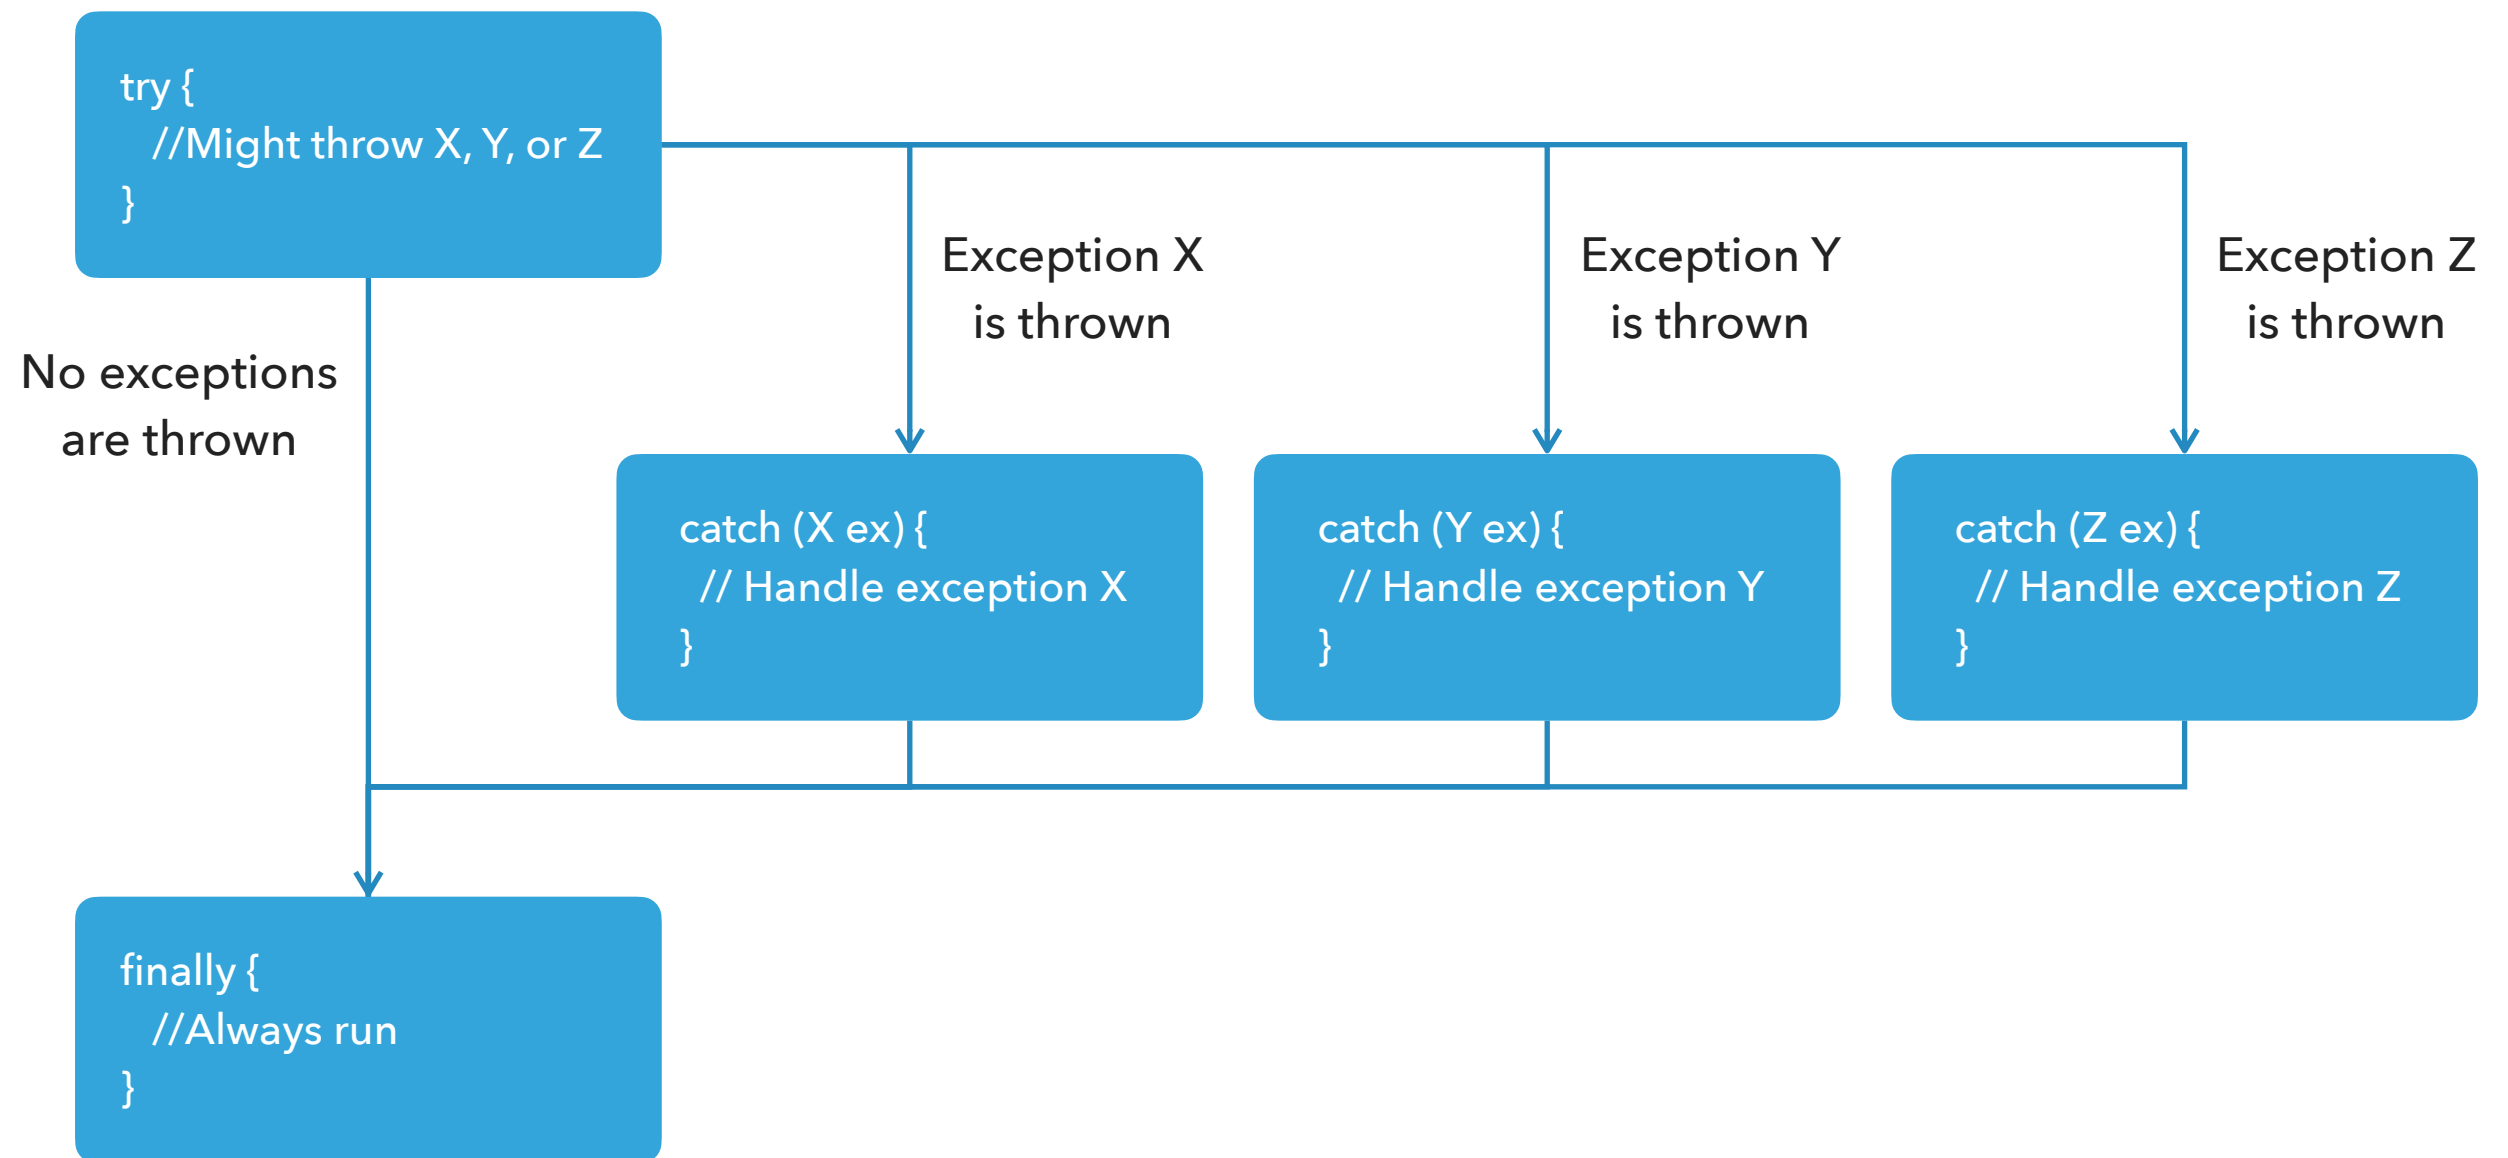 try {
//Might throw X, Y, or Z
}
Exception X
is thrown
Exception Y
is thrown
Exception Z
is thrown
No exceptions
are thrown
catch (X ex) {
// Handle exception X
}
catch (Y ex) {
// Handle exception Y
}
catch (Z ex) {
// Handle exception Z
}
finally {
//Always run
}